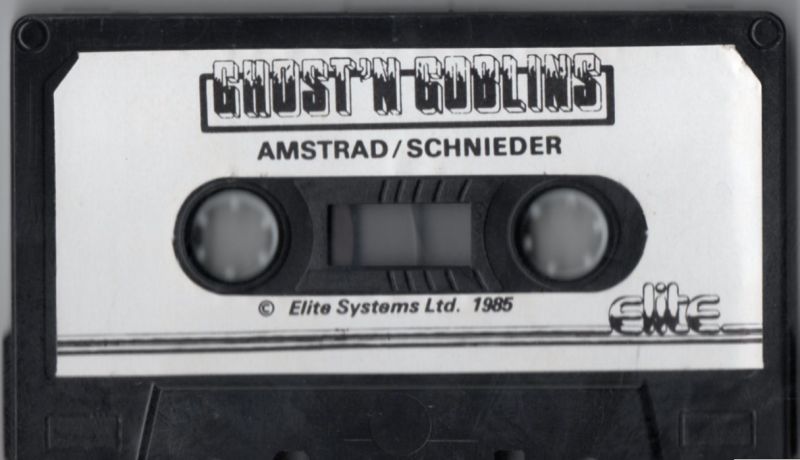 GHOST'N GOBLINS
AMSTRAD/SCHNIEDER
© Elite Systems Ltd. 1985
elite